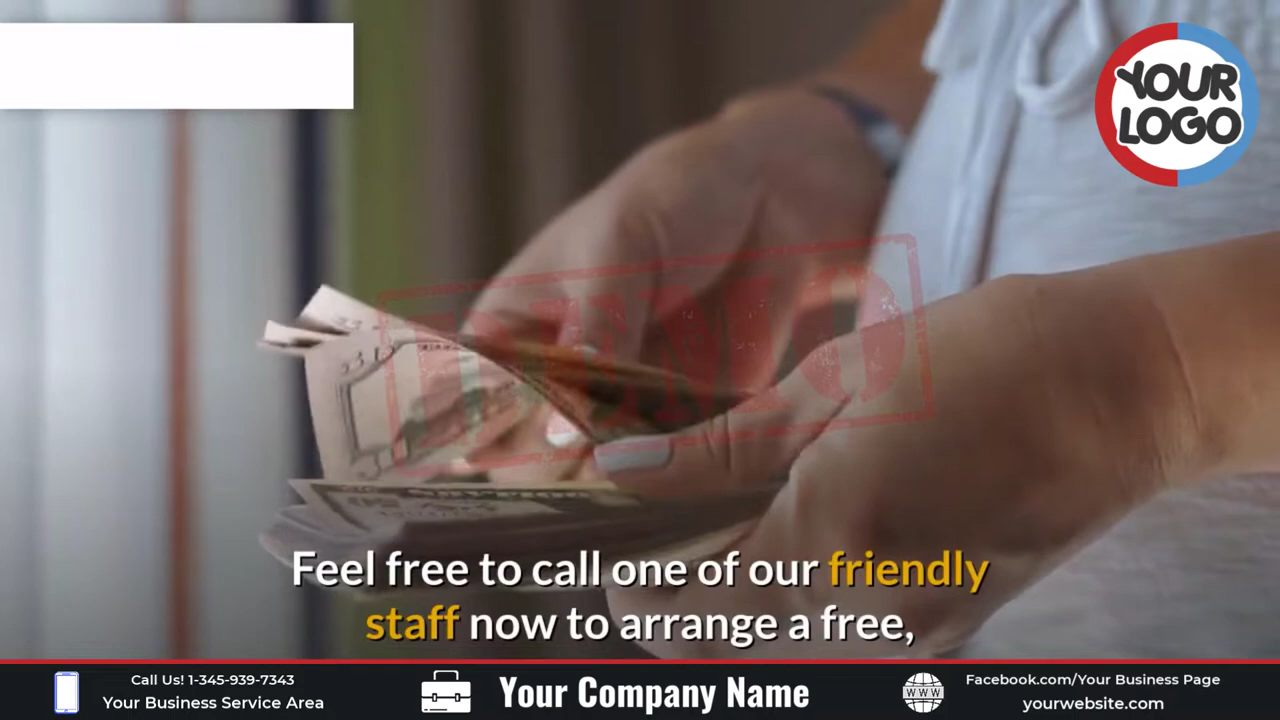 YOUR
LOGO
DEMO
Feel free to call one of our friendly
staff now to arrange a free,
Call Us! 1-345-939-7343
Your Business Service Area
Your Company Name
WWW
Facebook.com/Your Business Page
yourwebsite.com